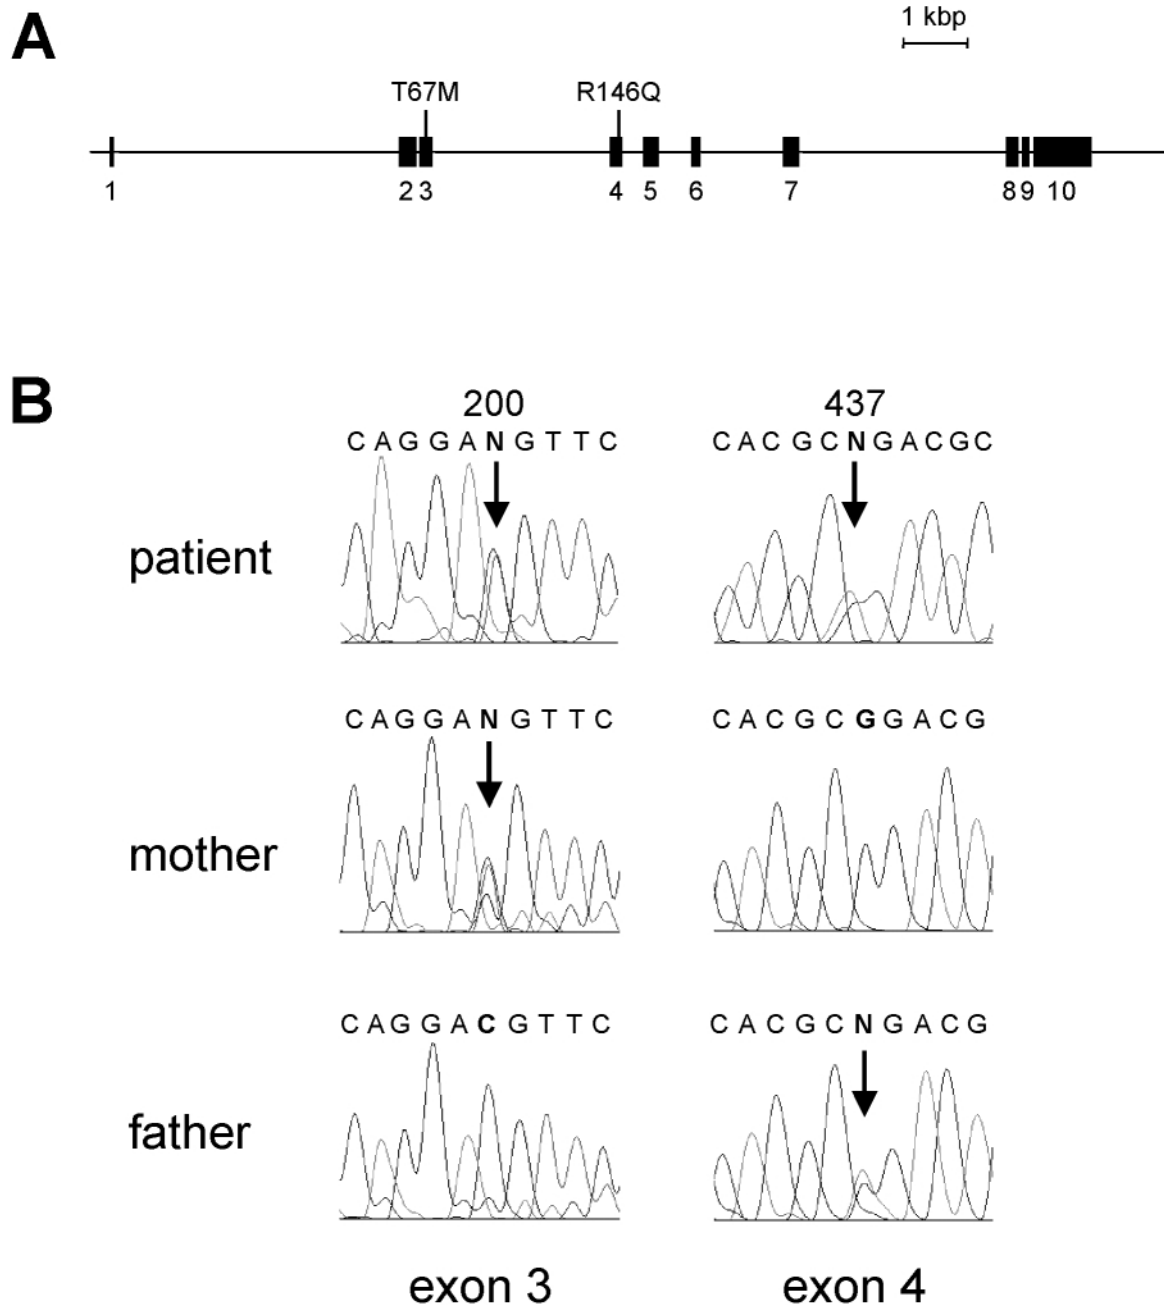 A
1 kbp
T67M R146Q
1 2 3 4 5 6 7 8 9 10
B
200 437
C A G G A N G T T C C A C G C N G A C G C
patient
C A G G A N G T T C C A C G C G G A C G
mother
C A G G A C G T T C C A C G C N G A C G
father
exon 3 exon 4